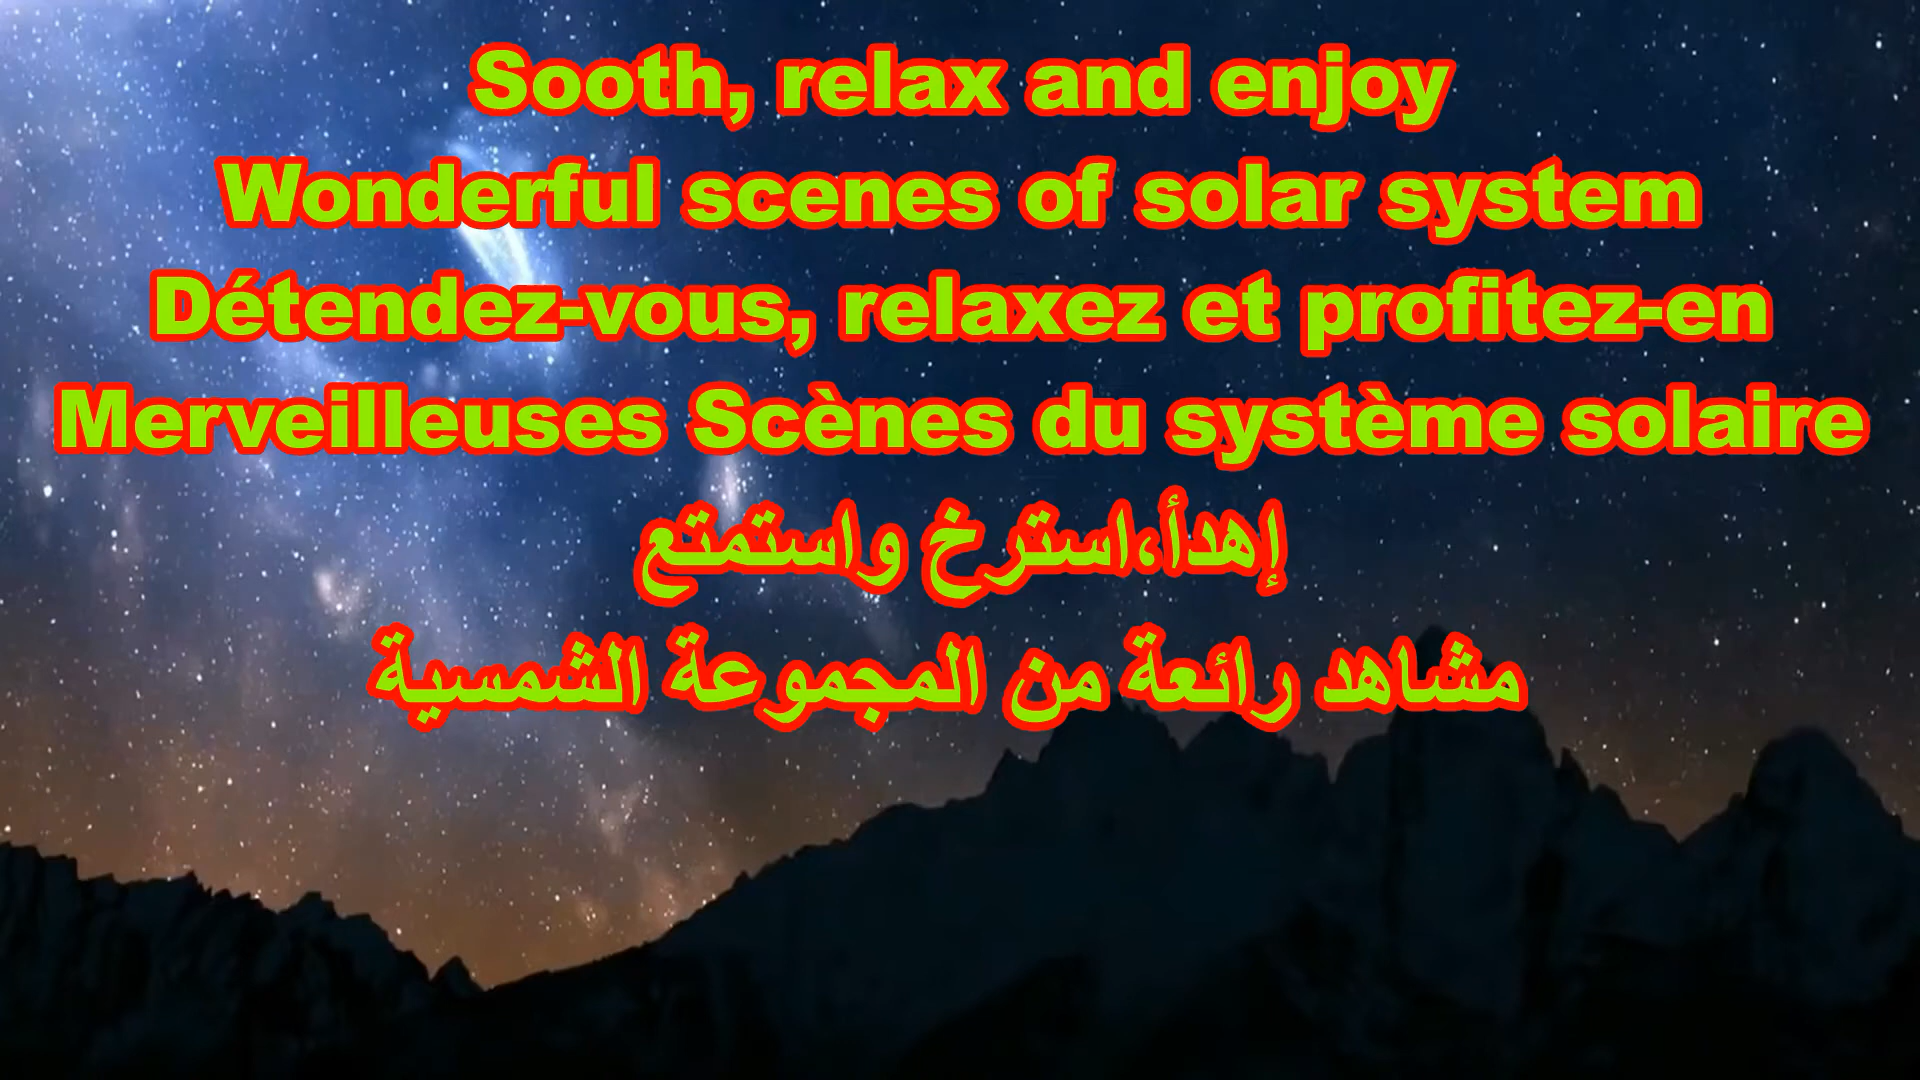 Sooth, relax and enjoy
Wonderful scenes of solar system
Détendez-vous, relaxez et profitez-en
Merveilleuses Scènes du système solaire
إهدأ،استرخ واستمتع
مشاهد رائعة من المجموعة الشمسية